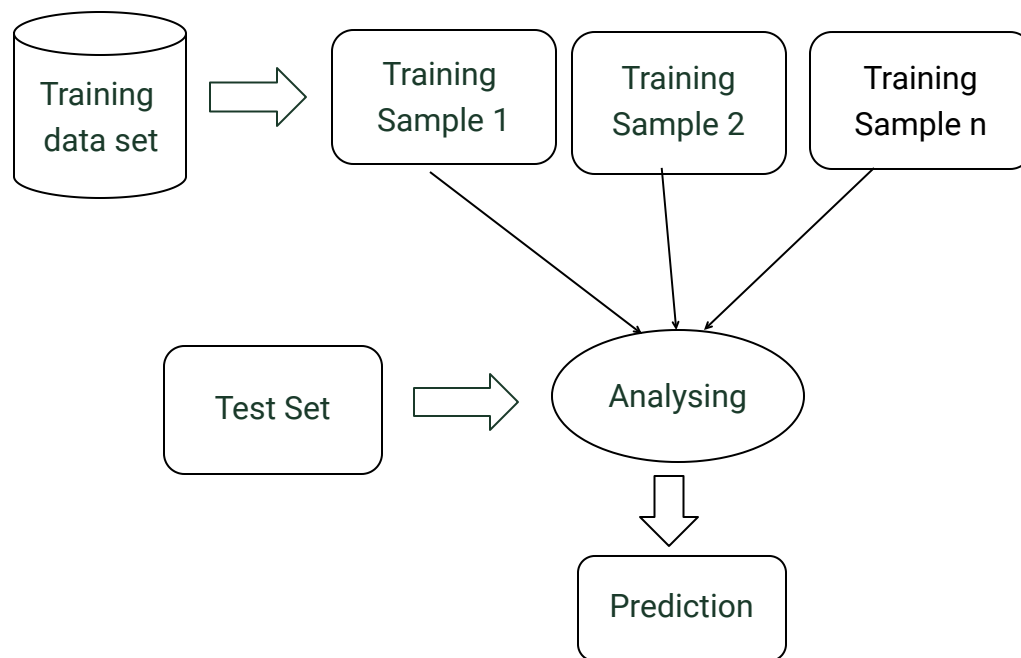 Training
data set
Training
Sample 1
Training
Sample 2
Training
Sample n
Test Set
Analysing
Prediction